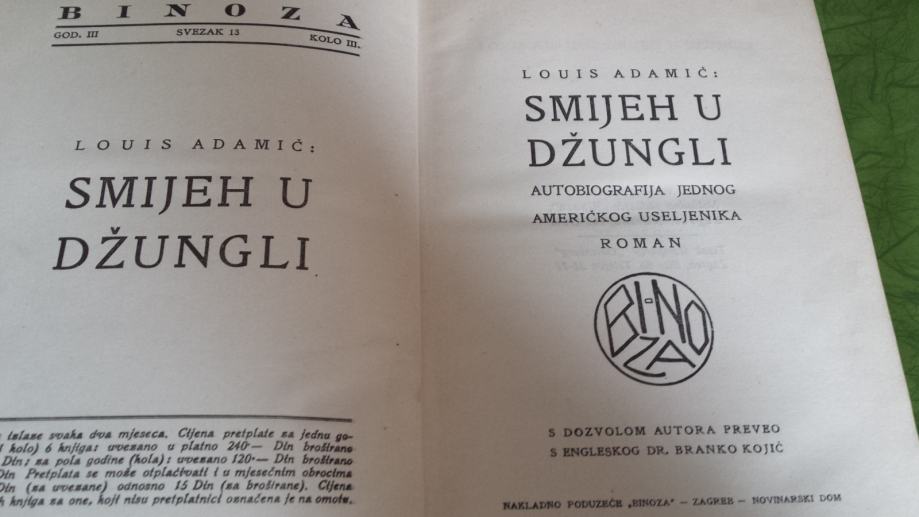 BINOZA
GOD. III SVEZAK 13 KOLO III.
LOUIS ADAMIČ:
SMIJEH U
DŽUNGLI
izlaze svaka dva mjeseca. Cijena pretplate za jednu go-
kolo) 6 knjiga: uvezano u platno 240·— Din broširano
Din; za pola godine (kola): uvezano 120·— Din broširano
Din Pretplata se može otplaćivati i u mjesečnim obrocima
Din (za uvezane) odnosno 15 Din (za broširane). Cijena
knjiga za one, koji nisu pretplatnici označena je na omotu.
LOUIS ADAMIČ:
SMIJEH U
DŽUNGLI
AUTOBIOGRAFIJA JEDNOG
AMERIČKOG USELJENIKA
ROMAN
BI-NO
ZA
S DOZVOLOM AUTORA PREVEO
S ENGLESKOG DR. BRANKO KOJIĆ
NAKLADNO PODUZEĆE „BINOZA" — ZAGREB — NOVINARSKI DOM